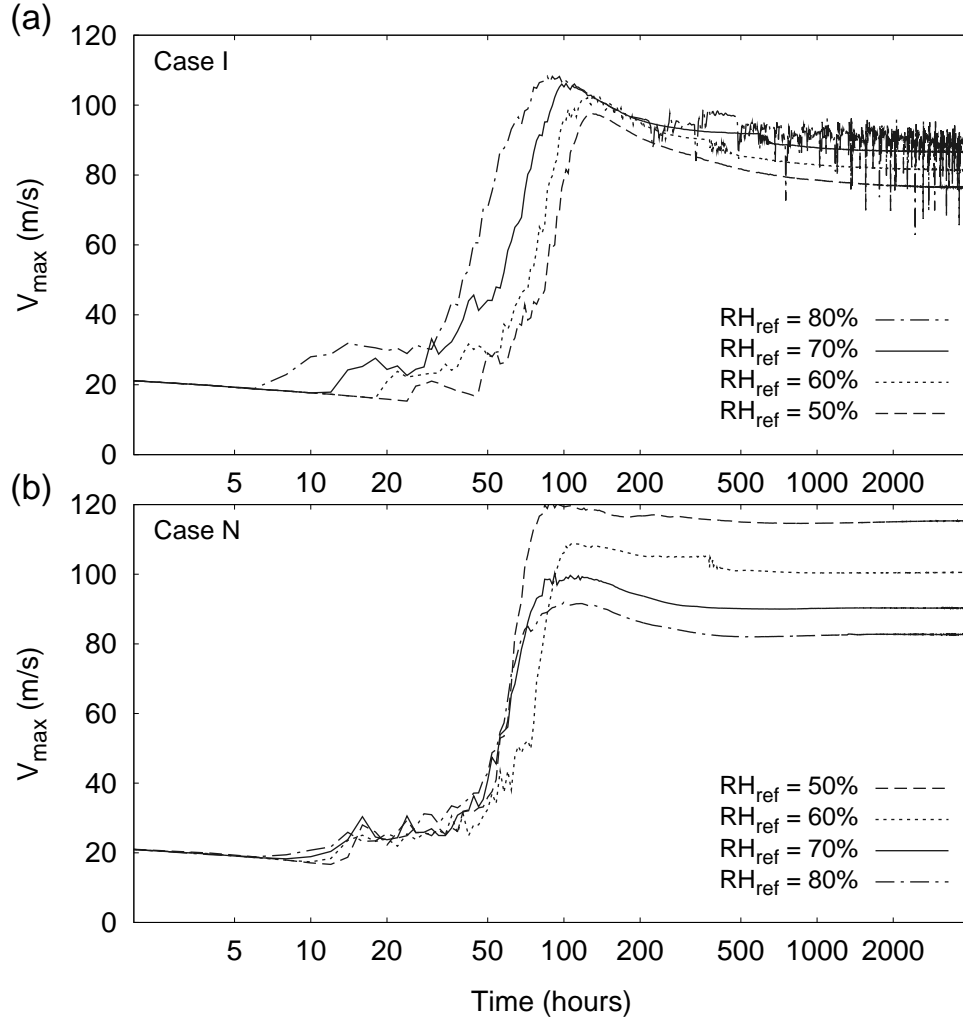 (a)
120
100
80
60
40
20
0
V_max (m/s)
Case I
RH_ref = 80%
RH_ref = 70%
RH_ref = 60%
RH_ref = 50%
5 10 20 50 100 200 500 1000 2000
(b)
120
100
80
60
40
20
0
V_max (m/s)
Case N
RH_ref = 50%
RH_ref = 60%
RH_ref = 70%
RH_ref = 80%
5 10 20 50 100 200 500 1000 2000
Time (hours)